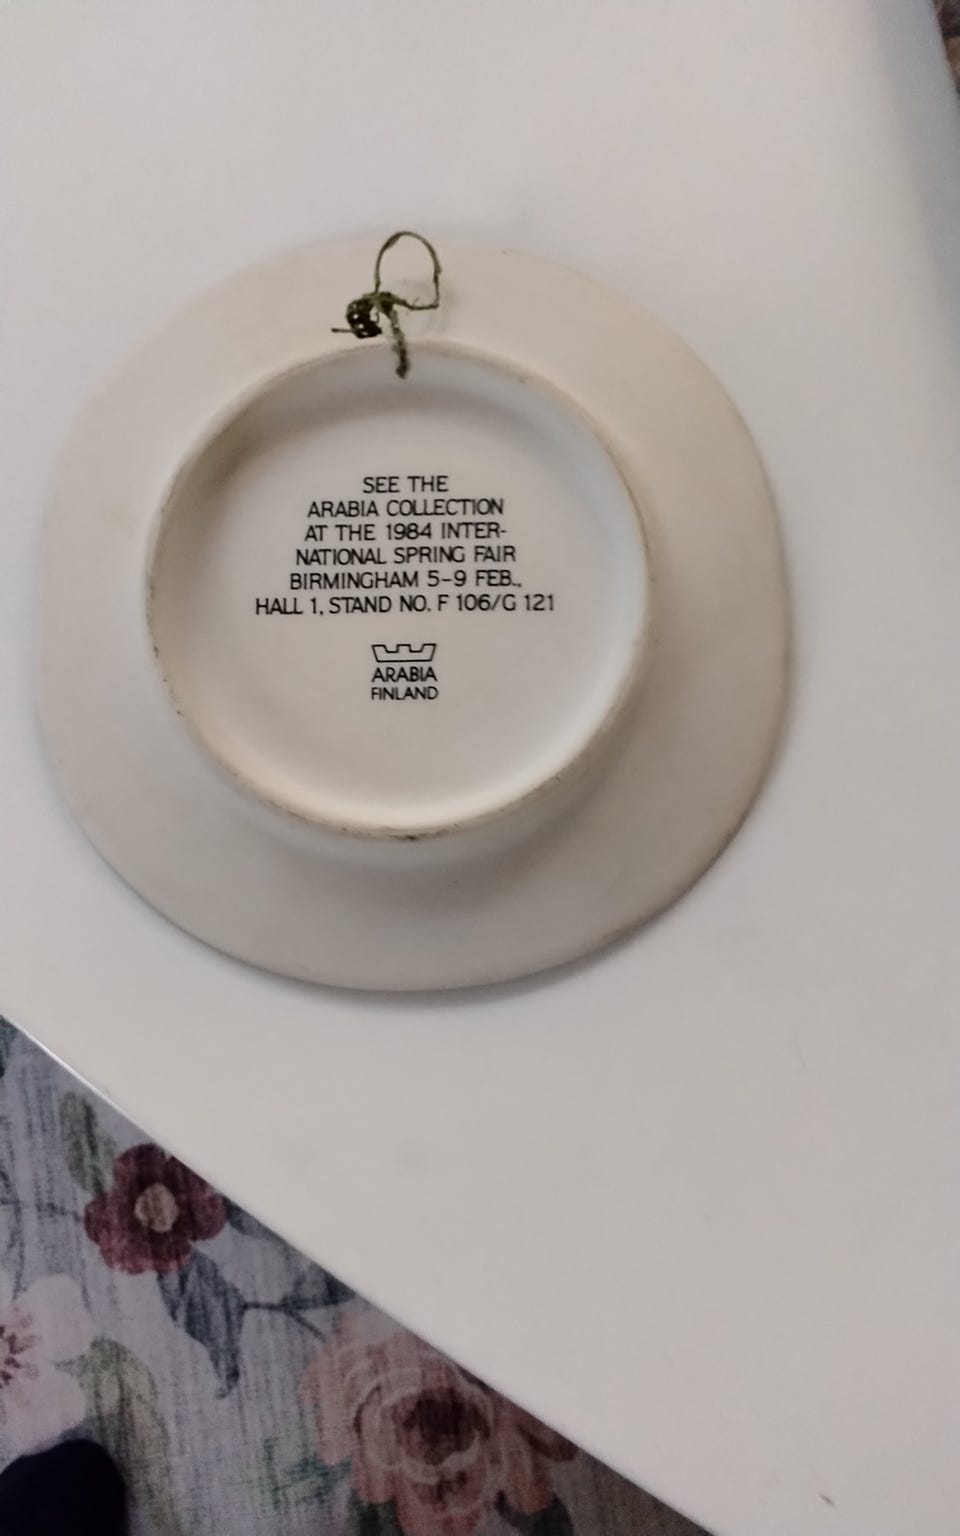 SEE THE
ARABIA COLLECTION
AT THE 1984 INTER-
NATIONAL SPRING FAIR
BIRMINGHAM 5-9 FEB.,
HALL 1, STAND NO. F 106/G 121
ARABIA
FINLAND